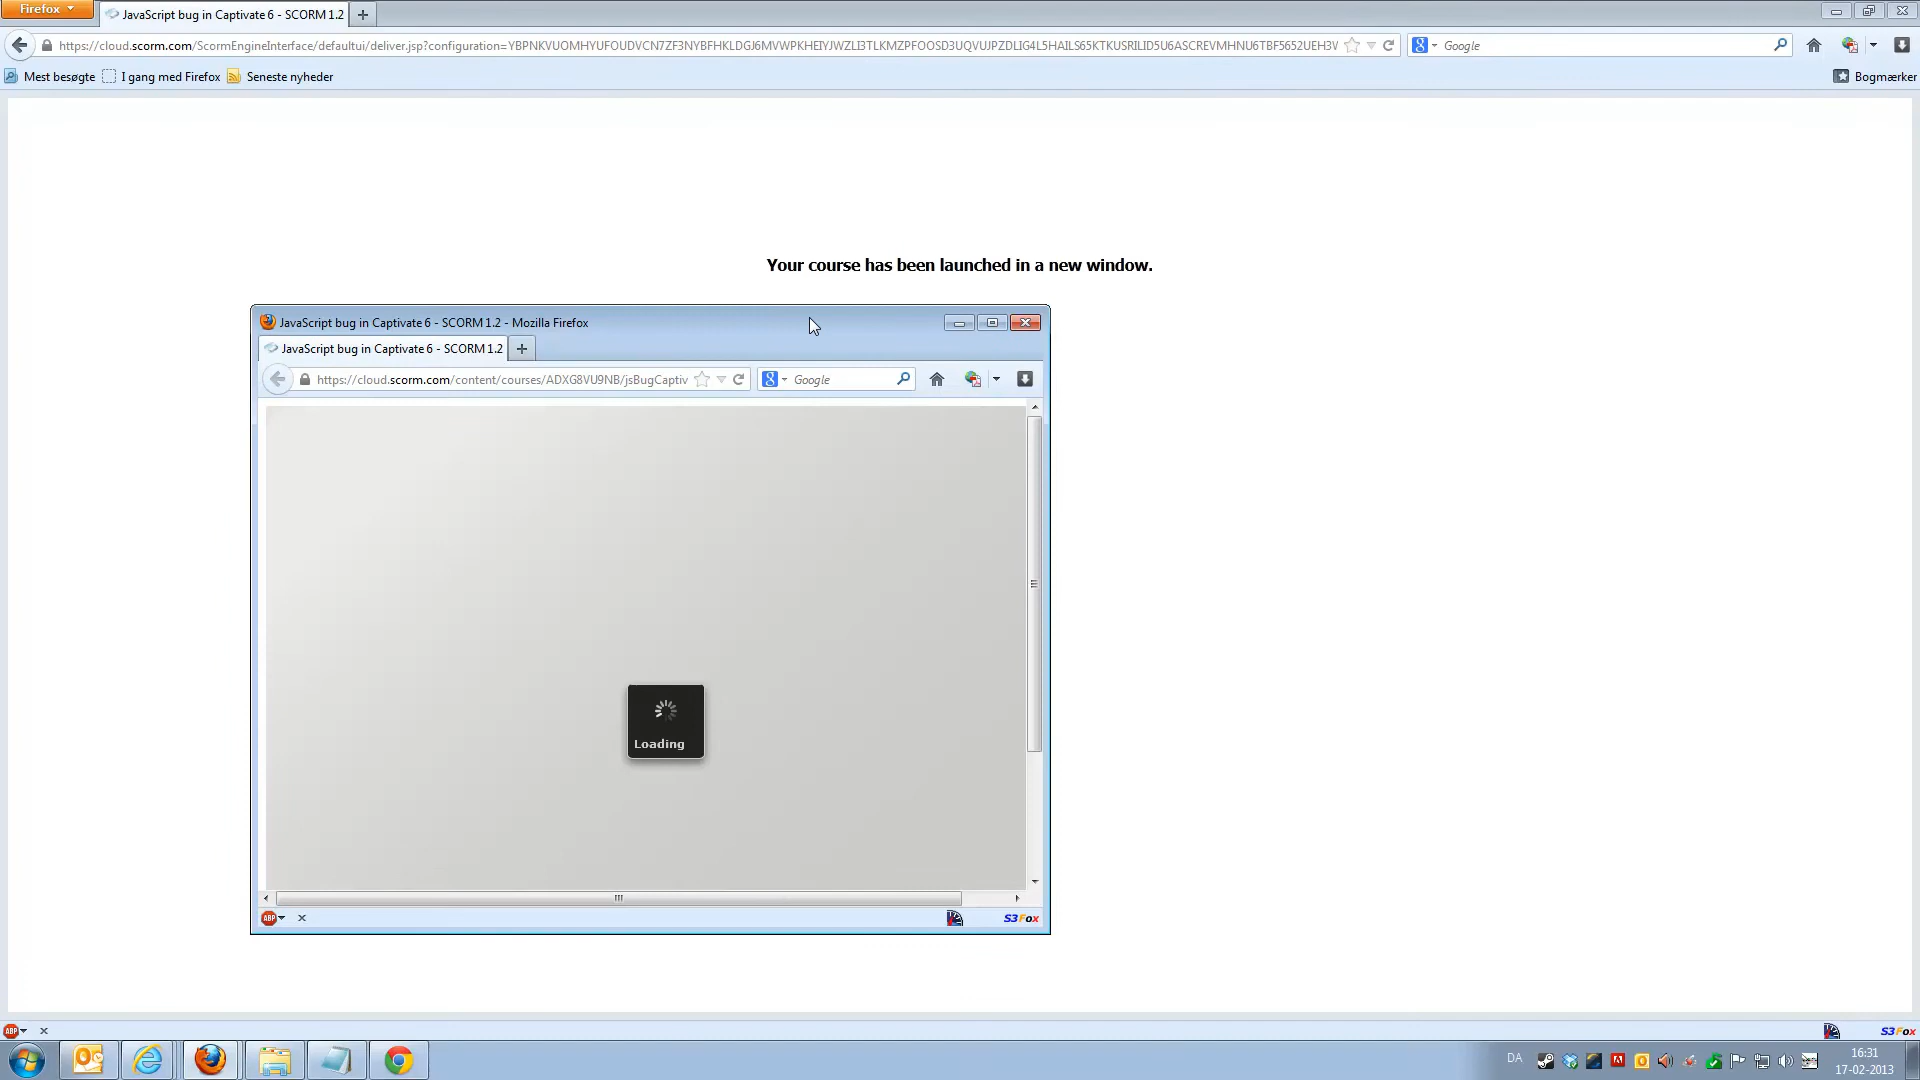 Firefox
JavaScript bug in Captivate 6 - SCORM 1.2
https://cloud.scorm.com/ScormEngineInterface/defaultui/deliver.jsp?configuration=YBPNKVUOMHYUFOUDVCN7ZF3NYBFHKLDGJ6MVWPKHEIYJWZLI3TLKMZPFOOSD3UQVUJPZDLIG4L5HAILS65KTKUSRILID5U6ASCREVMHNU6TBF5652UEH3V
Google
Mest besøgte
I gang med Firefox
Seneste nyheder
Bogmærker
Your course has been launched in a new window.
JavaScript bug in Captivate 6 - SCORM 1.2 - Mozilla Firefox
JavaScript bug in Captivate 6 - SCORM 1.2
https://cloud.scorm.com/content/courses/ADXG8VU9NB/jsBugCaptiv
Google
Loading
ABP
S3Fox
ABP
S3Fox
DA
16:31
17-02-2013